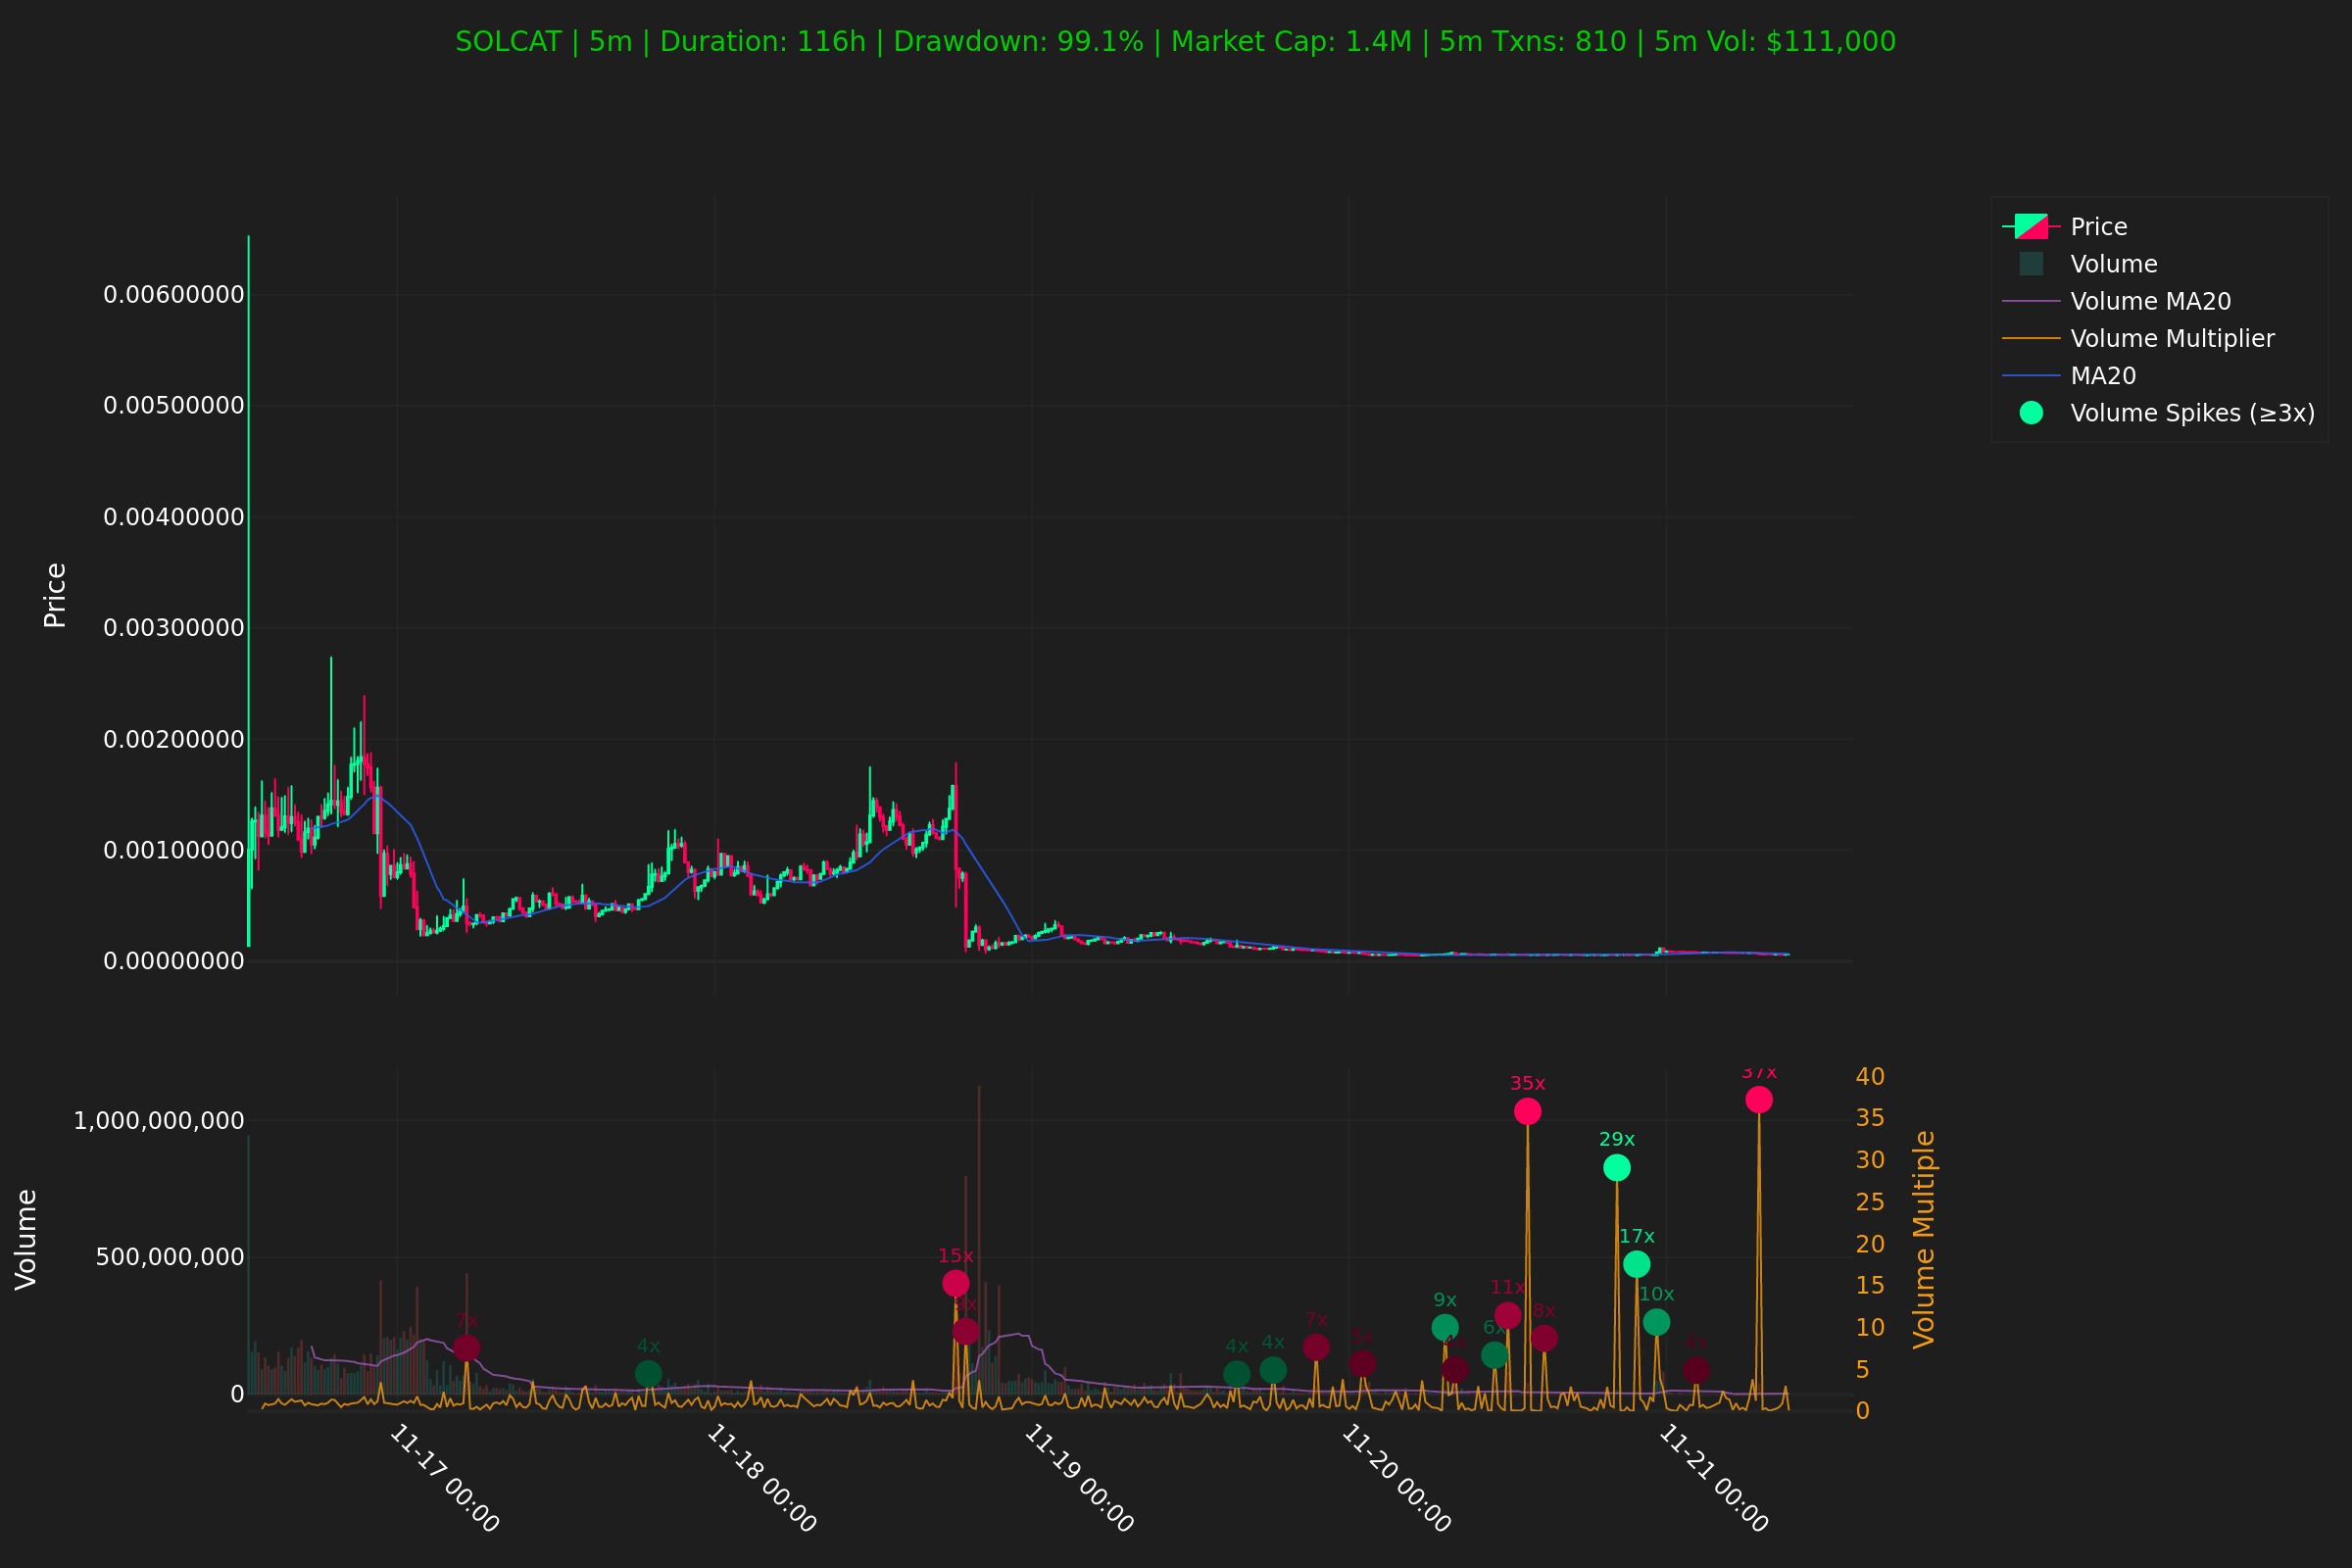 SOLCAT | 5m | Duration: 116h | Drawdown: 99.1% | Market Cap: 1.4M | 5m Txns: 810 | 5m Vol: $111,000
Price
Volume
Volume MA20
Volume Multiplier
MA20
Volume Spikes (≥3x)
Price
0.00600000
0.00500000
0.00400000
0.00300000
0.00200000
0.00100000
0.00000000
Volume
1,000,000,000
500,000,000
0
7x
4x
15x
4x
4x
7x
9x
6x
11x
35x
8x
29x
17x
10x
37x
40
35
30
25
20
15
10
5
0
Volume Multiple
11-17 00:00
11-18 00:00
11-19 00:00
11-20 00:00
11-21 00:00